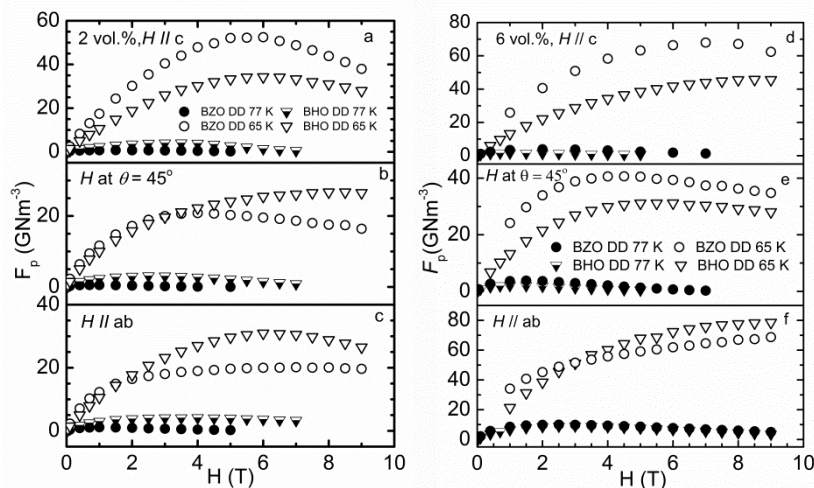 2 vol.%, H // c
a
60
40
20
0
BZO DD 77 K
BHO DD 77 K
BZO DD 65 K
BHO DD 65 K
H at θ = 45°
b
20
0
H // ab
c
40
20
0
0 2 4 6 8 10
H (T)
Fp (GNm-3)
6 vol.%, H // c
d
80
60
40
20
0
H at θ = 45°
e
40
20
0
BZO DD 77 K
BZO DD 65 K
BHO DD 77 K
BHO DD 65 K
H // ab
f
80
60
40
20
0
0 2 4 6 8 10
H (T)
Fp (GNm-3)